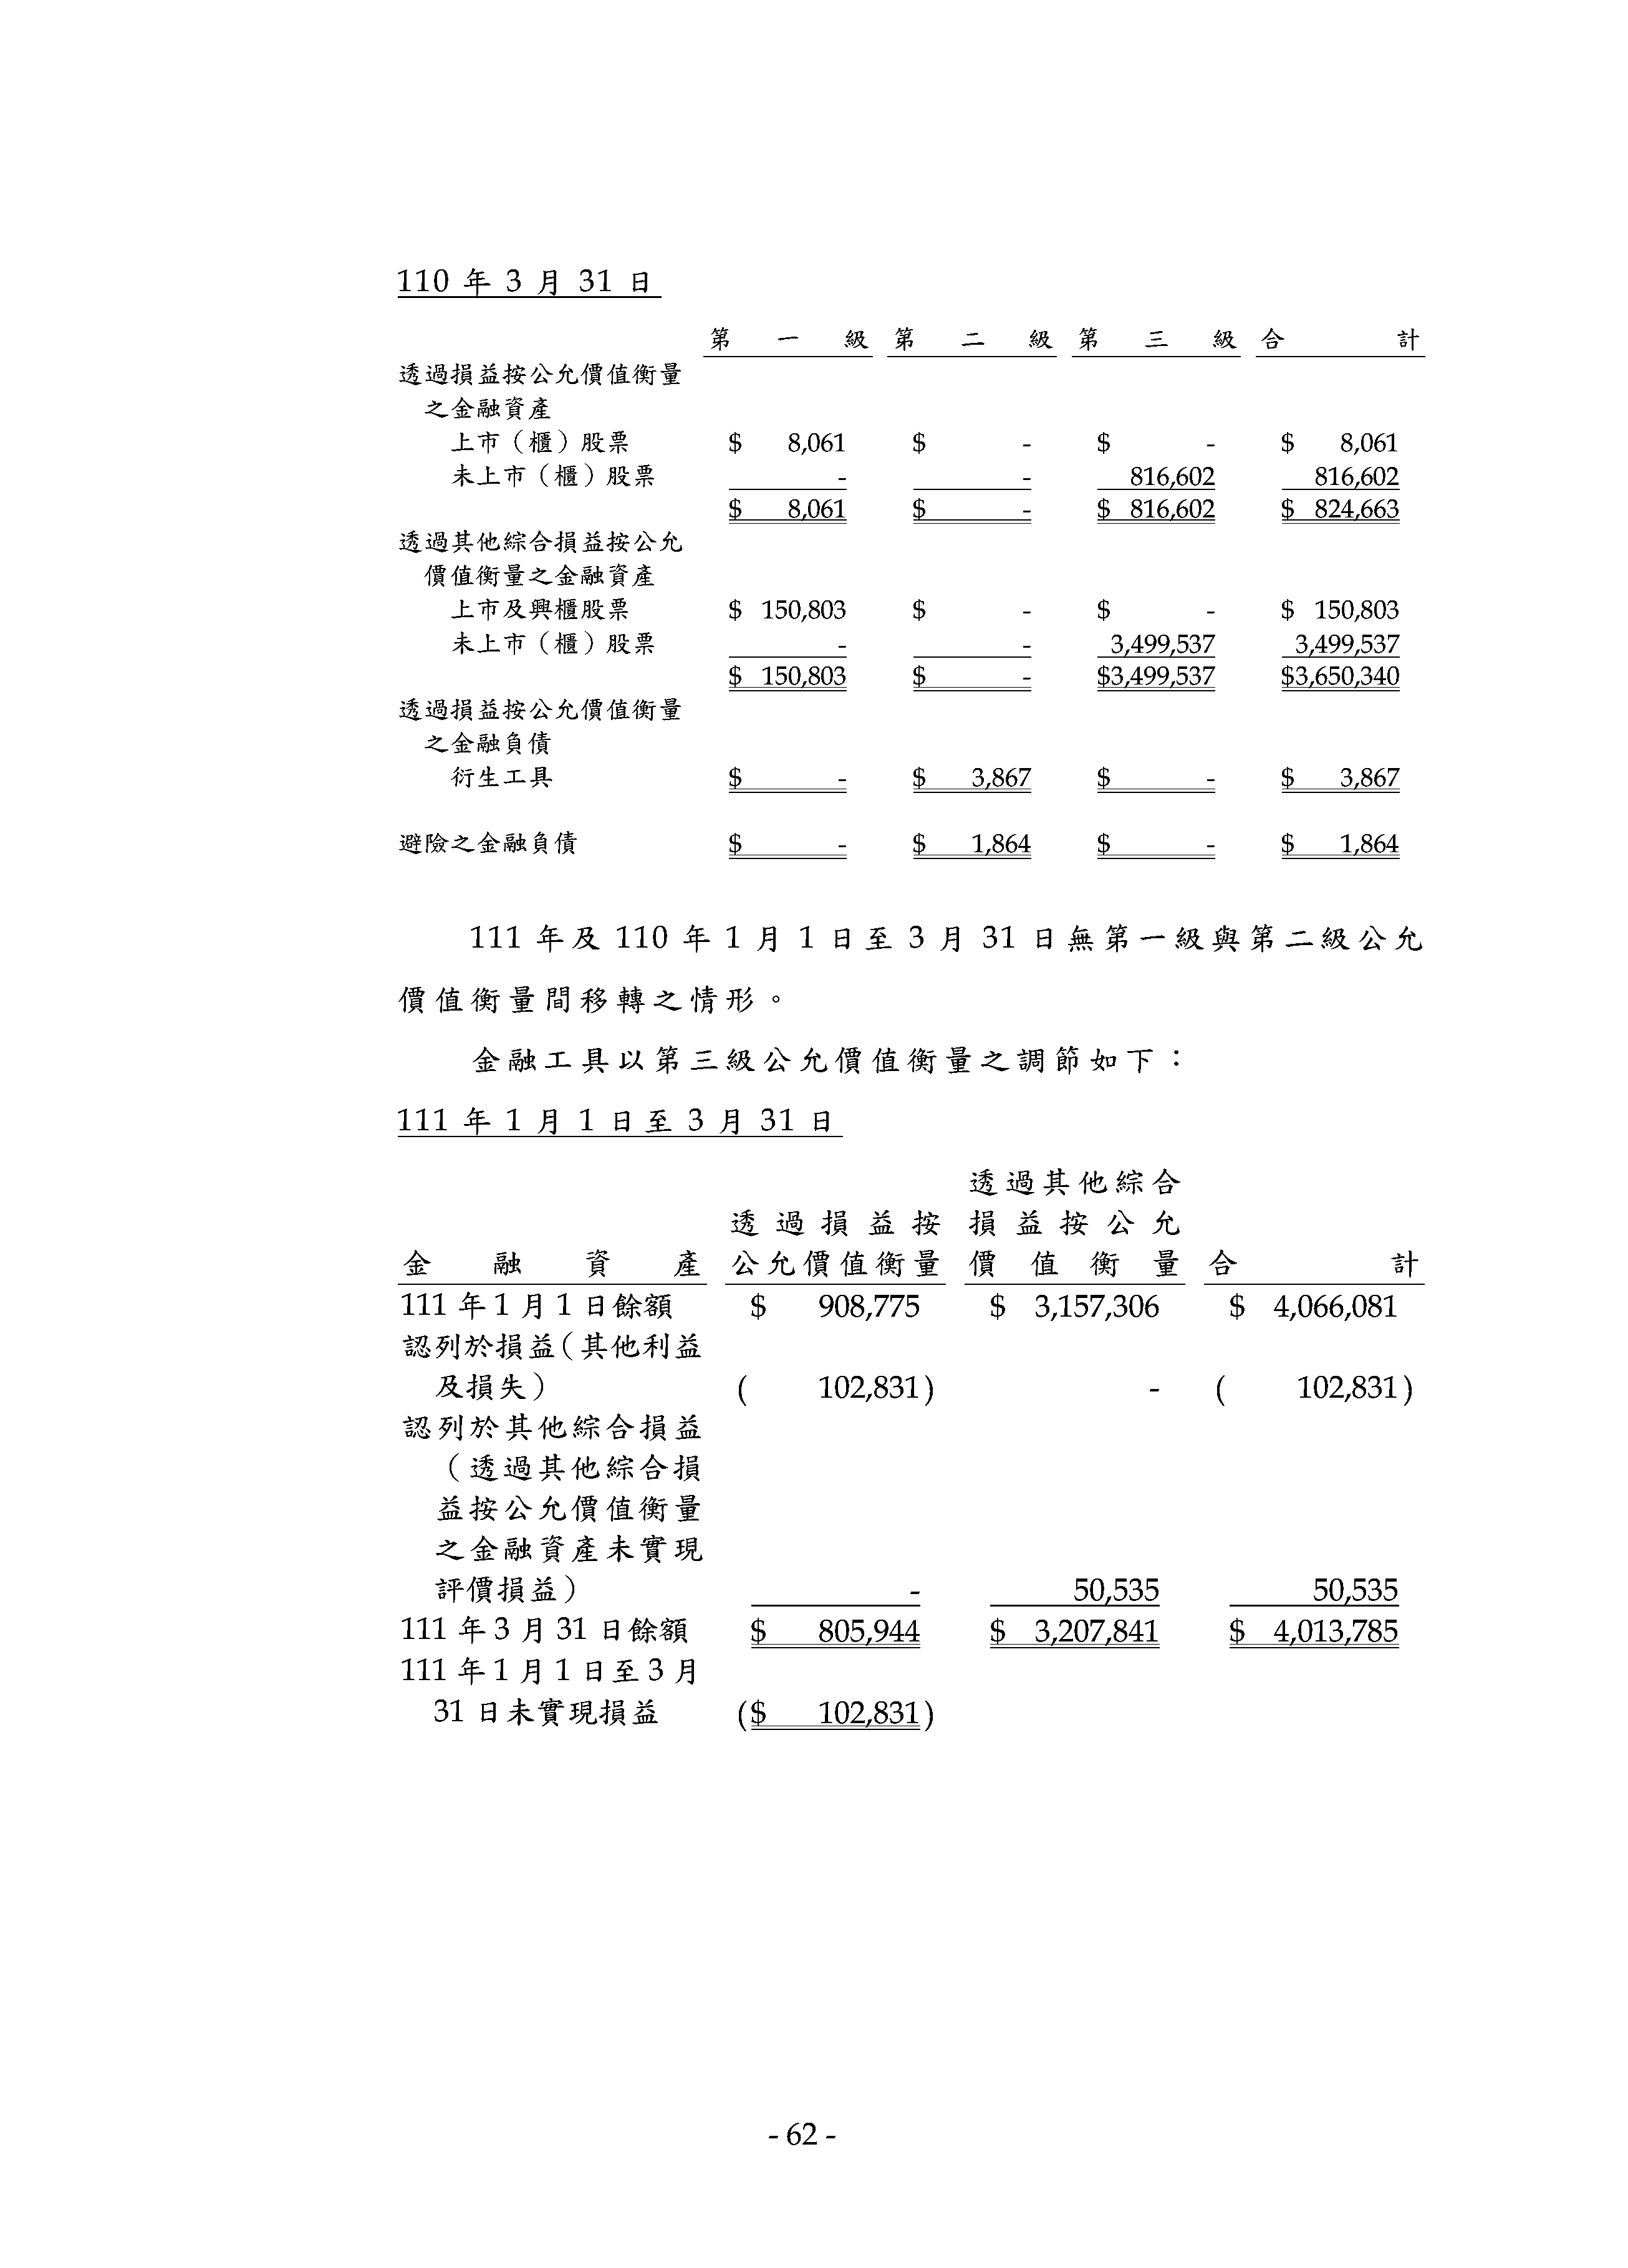 110 年 3 月 31 日
第一級 第二級 第三級 合計
透過損益按公允價值衡量
之金融資產
上市（櫃）股票 $ 8,061 $ - $ - $ 8,061
未上市（櫃）股票 - - 816,602 816,602
$ 8,061 $ - $ 816,602 $ 824,663
透過其他綜合損益按公允
價值衡量之金融資產
上市及興櫃股票 $ 150,803 $ - $ - $ 150,803
未上市（櫃）股票 - - 3,499,537 3,499,537
$ 150,803 $ - $3,499,537 $3,650,340
透過損益按公允價值衡量
之金融負債
衍生工具 $ - $ 3,867 $ - $ 3,867
避險之金融負債 $ - $ 1,864 $ - $ 1,864
111 年及 110 年 1 月 1 日至 3 月 31 日無第一級與第二級公允
價值衡量間移轉之情形。
金融工具以第三級公允價值衡量之調節如下：
111 年 1 月 1 日至 3 月 31 日
透過其他綜合
透過損益按 損益按公允
金融資產 公允價值衡量 價值衡量 合計
111 年 1 月 1 日餘額 $ 908,775 $ 3,157,306 $ 4,066,081
認列於損益（其他利益
及損失） ( 102,831) - ( 102,831)
認列於其他綜合損益
（透過其他綜合損
益按公允價值衡量
之金融資產未實現
評價損益） - 50,535 50,535
111 年 3 月 31 日餘額 $ 805,944 $ 3,207,841 $ 4,013,785
111 年 1 月 1 日至 3 月
31 日未實現損益 ($ 102,831)
- 62 -